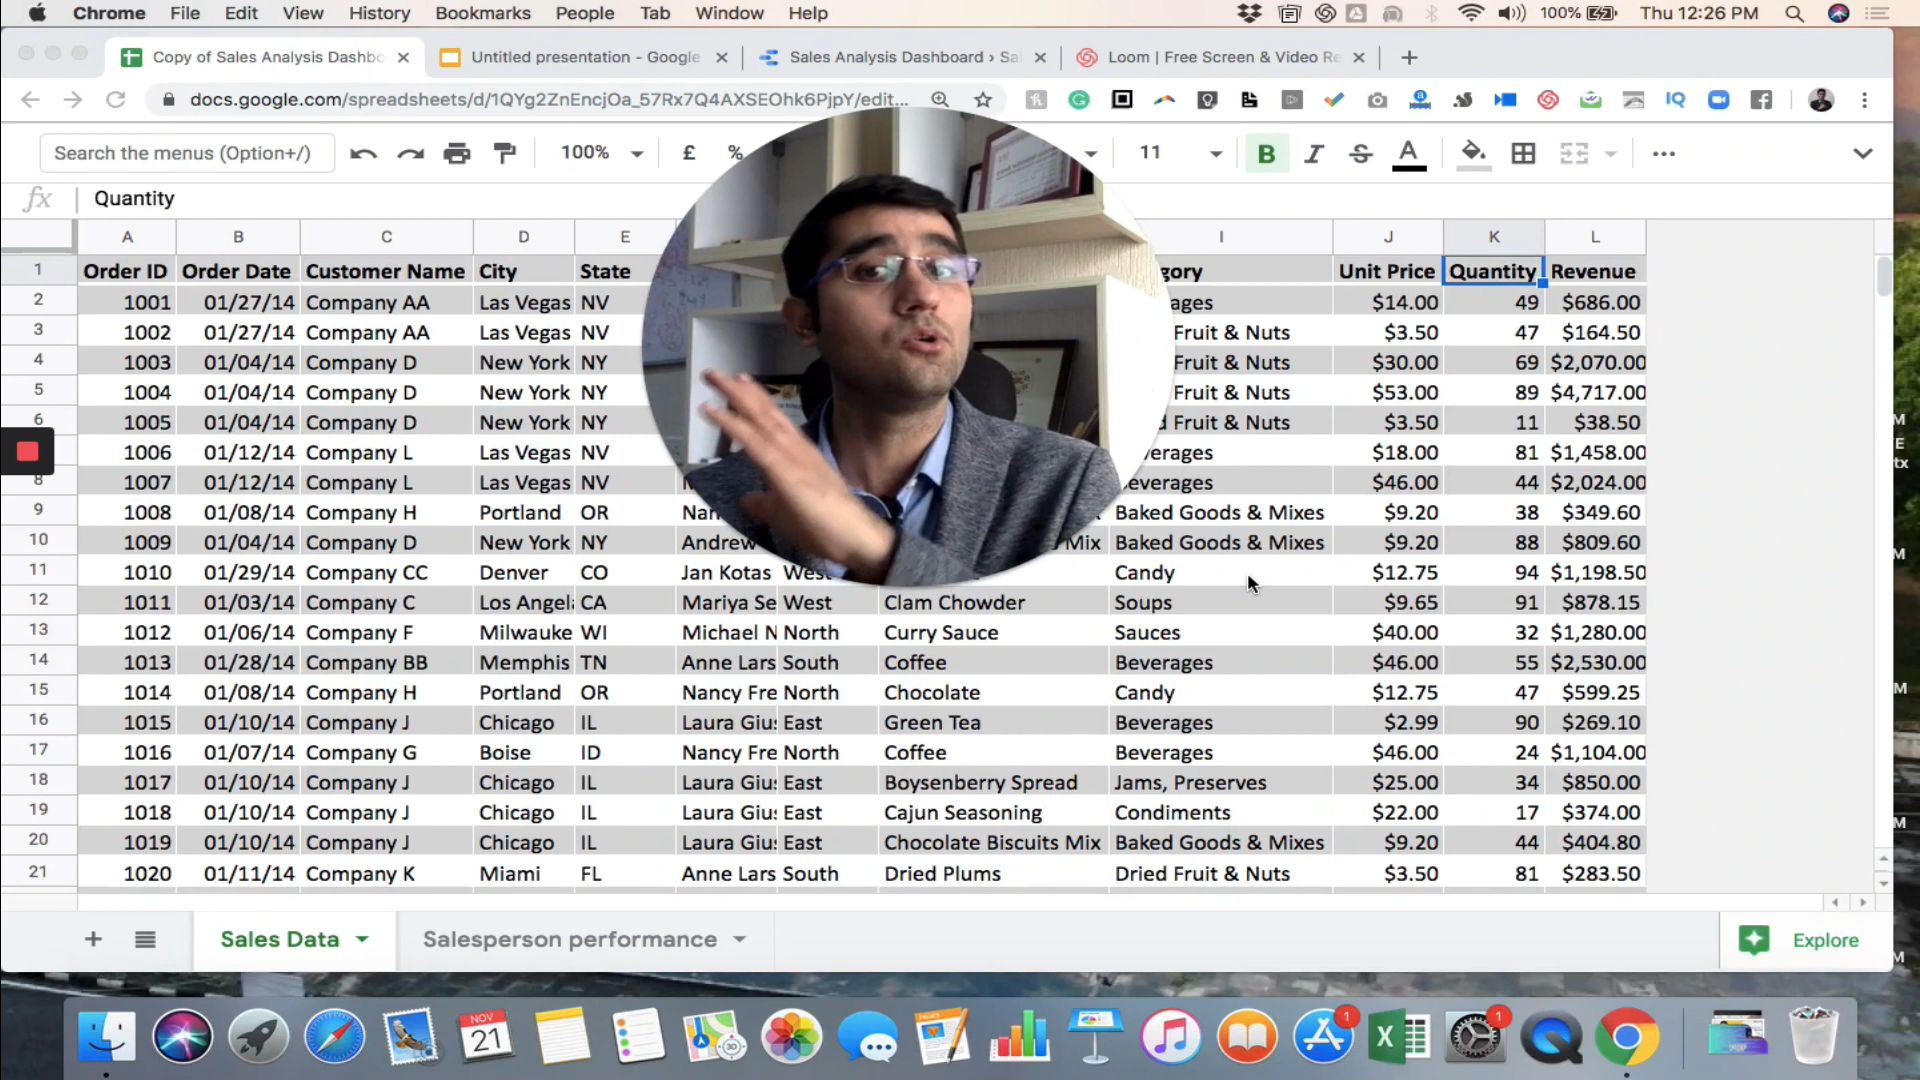 Chrome File Edit View History Bookmarks People Tab Window Help 100% Thu 12:26 PM
Copy of Sales Analysis Dashbo Untitled presentation - Google Sales Analysis Dashboard › Sa Loom | Free Screen & Video Re
docs.google.com/spreadsheets/d/1QYg2ZnEncjOa_57Rx7Q4AXSEOhk6PjpY/edit...
Search the menus (Option+/) 100% £ % 11 B I S A
fx Quantity
A B C D E I J K L
1 Order ID Order Date Customer Name City State gory Unit Price Quantity Revenue
2 1001 01/27/14 Company AA Las Vegas NV ages $14.00 49 $686.00
3 1002 01/27/14 Company AA Las Vegas NV Fruit & Nuts $3.50 47 $164.50
4 1003 01/04/14 Company D New York NY Fruit & Nuts $30.00 69 $2,070.00
5 1004 01/04/14 Company D New York NY Fruit & Nuts $53.00 89 $4,717.00
6 1005 01/04/14 Company D New York NY d Fruit & Nuts $3.50 11 $38.50
1006 01/12/14 Company L Las Vegas NV erages $18.00 81 $1,458.00
8 1007 01/12/14 Company L Las Vegas NV everages $46.00 44 $2,024.00
9 1008 01/08/14 Company H Portland OR Nan Baked Goods & Mixes $9.20 38 $349.60
10 1009 01/04/14 Company D New York NY Andrew Mix Baked Goods & Mixes $9.20 88 $809.60
11 1010 01/29/14 Company CC Denver CO Jan Kotas West Candy $12.75 94 $1,198.50
12 1011 01/03/14 Company C Los Angel CA Mariya Se West Clam Chowder Soups $9.65 91 $878.15
13 1012 01/06/14 Company F Milwauke WI Michael N North Curry Sauce Sauces $40.00 32 $1,280.00
14 1013 01/28/14 Company BB Memphis TN Anne Lars South Coffee Beverages $46.00 55 $2,530.00
15 1014 01/08/14 Company H Portland OR Nancy Fre North Chocolate Candy $12.75 47 $599.25
16 1015 01/10/14 Company J Chicago IL Laura Gius East Green Tea Beverages $2.99 90 $269.10
17 1016 01/07/14 Company G Boise ID Nancy Fre North Coffee Beverages $46.00 24 $1,104.00
18 1017 01/10/14 Company J Chicago IL Laura Gius East Boysenberry Spread Jams, Preserves $25.00 34 $850.00
19 1018 01/10/14 Company J Chicago IL Laura Gius East Cajun Seasoning Condiments $22.00 17 $374.00
20 1019 01/10/14 Company J Chicago IL Laura Gius East Chocolate Biscuits Mix Baked Goods & Mixes $9.20 44 $404.80
21 1020 01/11/14 Company K Miami FL Anne Lars South Dried Plums Dried Fruit & Nuts $3.50 81 $283.50
Sales Data Salesperson performance Explore
NOV 21 1 1